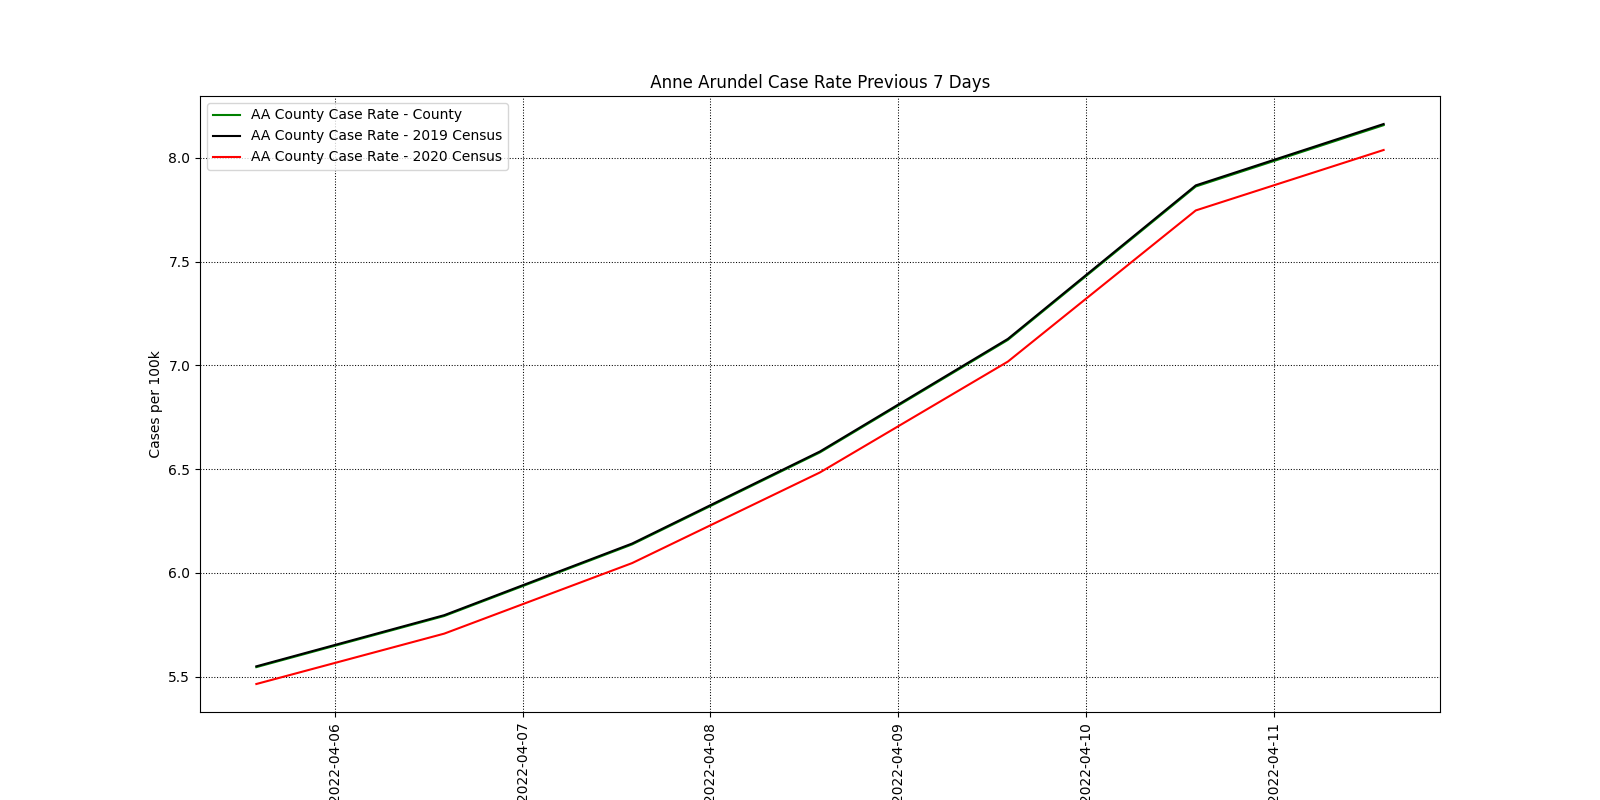 Anne Arundel Case Rate Previous 7 Days
AA County Case Rate - County
AA County Case Rate - 2019 Census
AA County Case Rate - 2020 Census
8.0
7.5
7.0
6.5
6.0
5.5
Cases per 100k
2022-04-06
2022-04-07
2022-04-08
2022-04-09
2022-04-10
2022-04-11